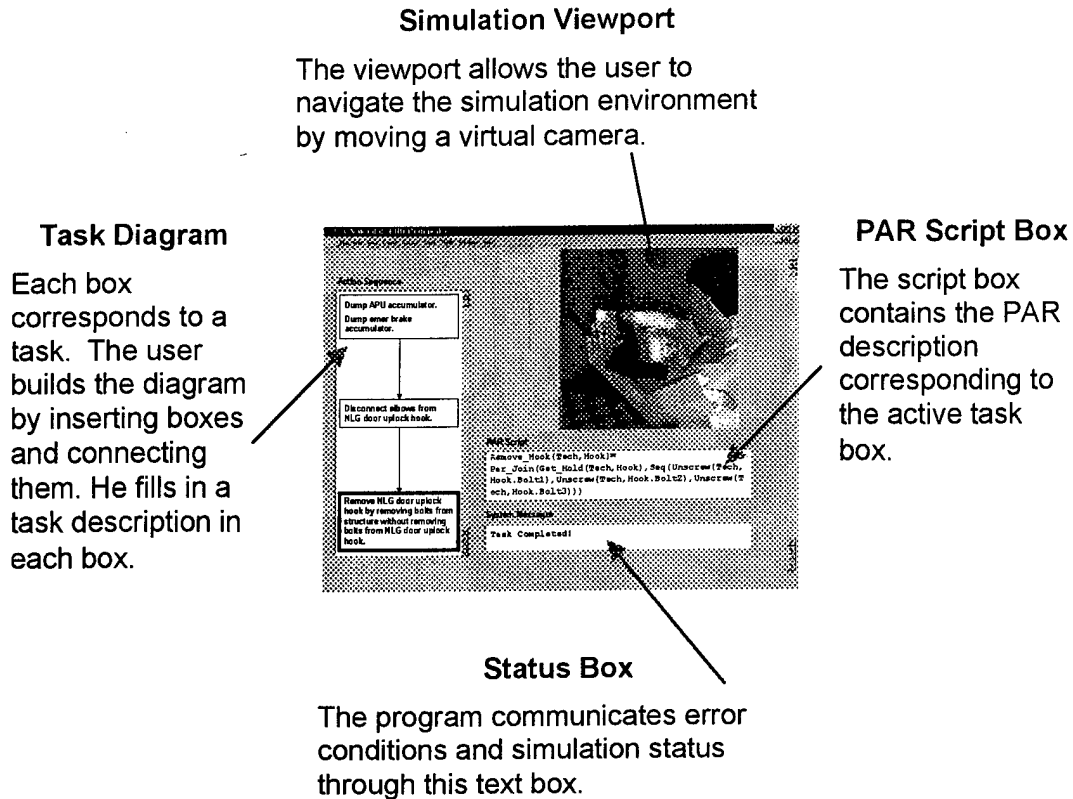 Simulation Viewport
The viewport allows the user to
navigate the simulation environment
by moving a virtual camera.
Task Diagram
Each box
corresponds to a
task. The user
builds the diagram
by inserting boxes
and connecting
them. He fills in a
task description in
each box.
PAR Script Box
The script box
contains the PAR
description
corresponding to
the active task
box.
Action Sequence
Dump APU accumulator.
Dump emer brake
accumulator.
Disconnect elbows from
NLG door uplock hook.
Remove NLG door uplock
hook by removing bolts from
structure without removing
bolts from NLG door uplock
hook.
PAR Script
Remove_Hook(Tech,Hook)=
Par_Join(Get_Hold(Tech,Hook),Seq(Unscrew(Tech,
Hook.Bolt1),Unscrew(Tech,Hook.Bolt2),Unscrew(T
ech,Hook.Bolt3)))
System Messages
Task Completed!
Status Box
The program communicates error
conditions and simulation status
through this text box.